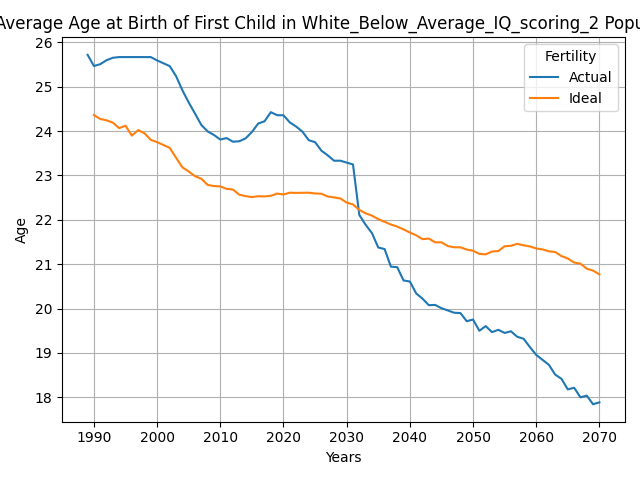 Average Age at Birth of First Child in White_Below_Average_IQ_scoring_2
Fertility
Actual
Ideal
Age
26
25
24
23
22
21
20
19
18
1990 2000 2010 2020 2030 2040 2050 2060 2070
Years